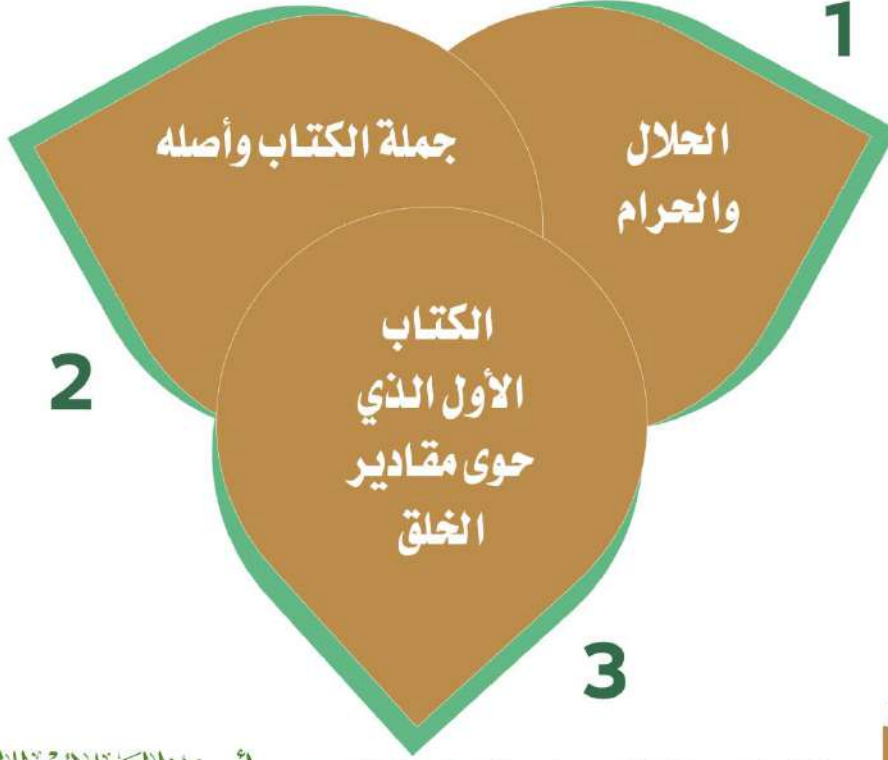 1
الحلال
والحرام
2
جملة الكتاب وأصله
3
الكتاب
الأول الذي
حوى مقادير
الخلق